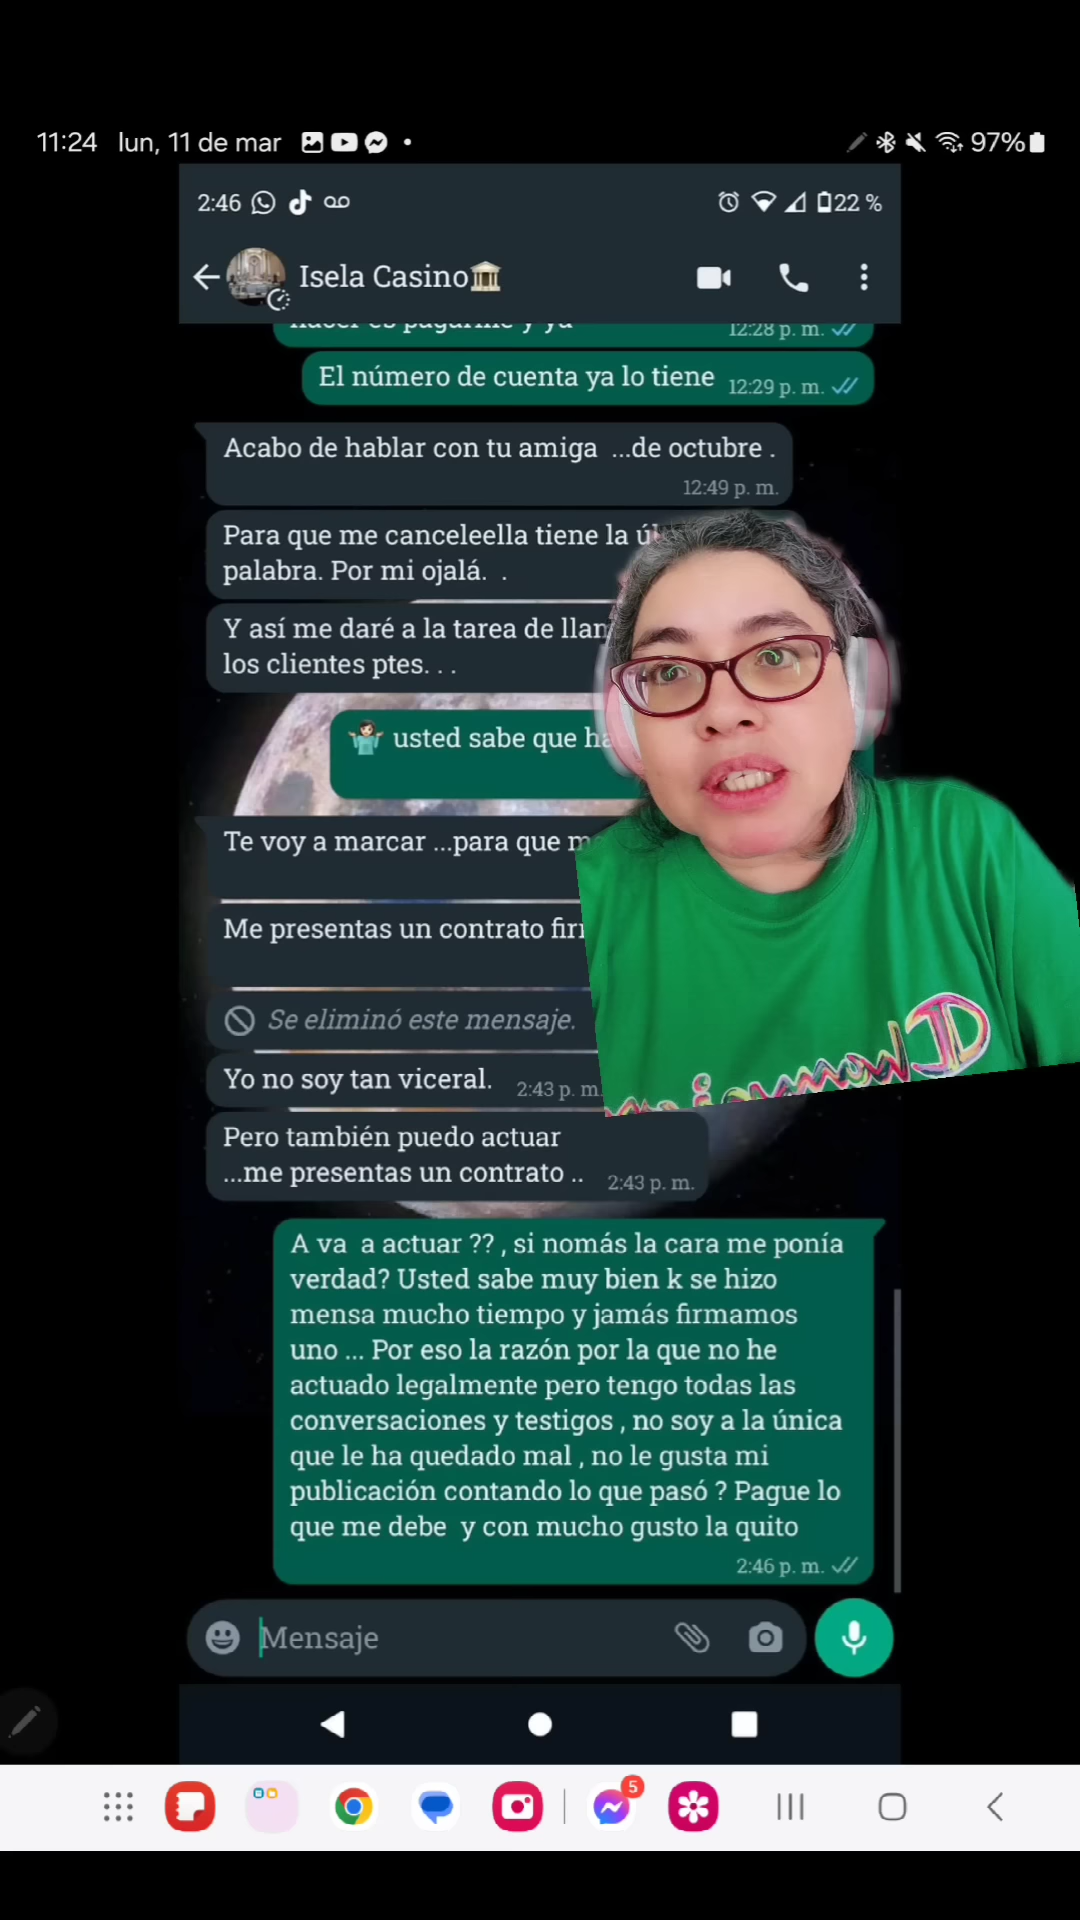 11:24 lun, 11 de mar 97%
2:46 22 %
Isela Casino
12:28 p. m.
El número de cuenta ya lo tiene 12:29 p. m.
Acabo de hablar con tu amiga ...de octubre .
12:49 p. m.
Para que me canceleella tiene la
palabra. Por mi ojalá. .
Y así me daré a la tarea de
los clientes ptes. . .
usted sabe que
Te voy a marcar ...para que
Me presentas un contrato
Se eliminó este mensaje.
Yo no soy tan viceral. 2:43 p. m.
Pero también puedo actuar
...me presentas un contrato .. 2:43 p. m.
A va a actuar ?? , si nomás la cara me ponía
verdad? Usted sabe muy bien k se hizo
mensa mucho tiempo y jamás firmamos
uno ... Por eso la razón por la que no he
actuado legalmente pero tengo todas las
conversaciones y testigos , no soy a la única
que le ha quedado mal , no le gusta mi
publicación contando lo que pasó ? Pague lo
que me debe y con mucho gusto la quito
2:46 p. m.
Mensaje
5